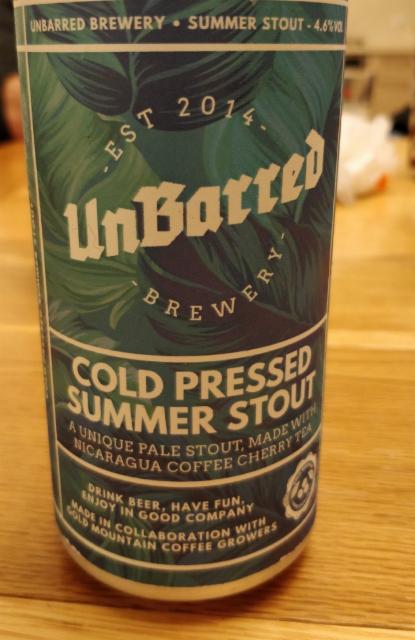 UNBARRED BREWERY • SUMMER STOUT - 4.6% VOL
-EST 2014-
UnBarred
-BREWERY-
COLD PRESSED
SUMMER STOUT
A UNIQUE PALE STOUT, MADE WITH
NICARAGUA COFFEE CHERRY TEA
DRINK BEER, HAVE FUN,
ENJOY IN GOOD COMPANY
MADE IN COLLABORATION WITH
GOLD MOUNTAIN COFFEE GROWERS